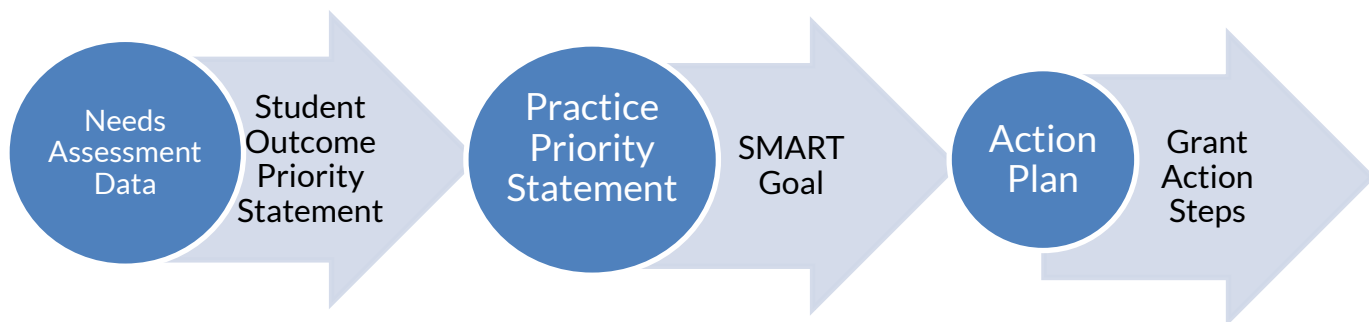 Needs
Assessment
Data
Student
Outcome
Priority
Statement
Practice
Priority
Statement
SMART
Goal
Action
Plan
Grant
Action
Steps